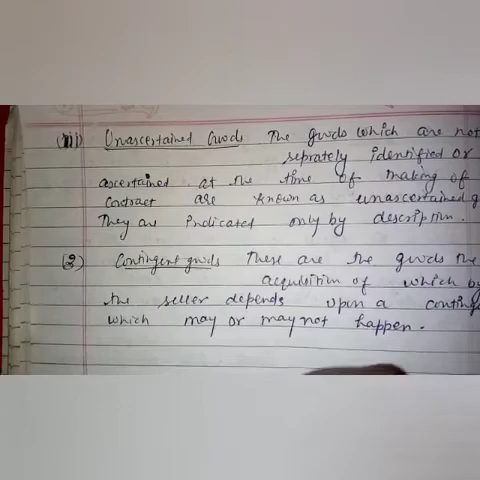 (iii) Unascertained Goods The goods which are not
seprately identified or
ascertained at the time of making of
contract are known as unascertained g
They are indicated only by description.
(2) Contingent goods These are the goods the
acquisition of which by
the seller depends upon a conting
which may or may not happen.